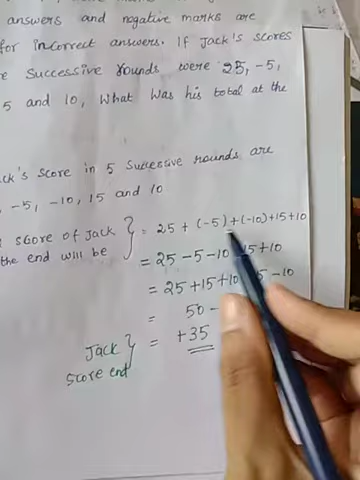 answers and negative marks are
for incorrect answers. If Jack's scores
successive rounds were 25, -5,
5 and 10, what was his total at the
score in 5 successive rounds are
, -5, -10, 15 and 10
score of Jack } = 25 + (-5) + (-10) + 15 + 10
the end will be
= 25 - 5 - 10 15 + 10
= 25 + 15 + 10 - 10
= 50 -
Jack } = + 35
score end